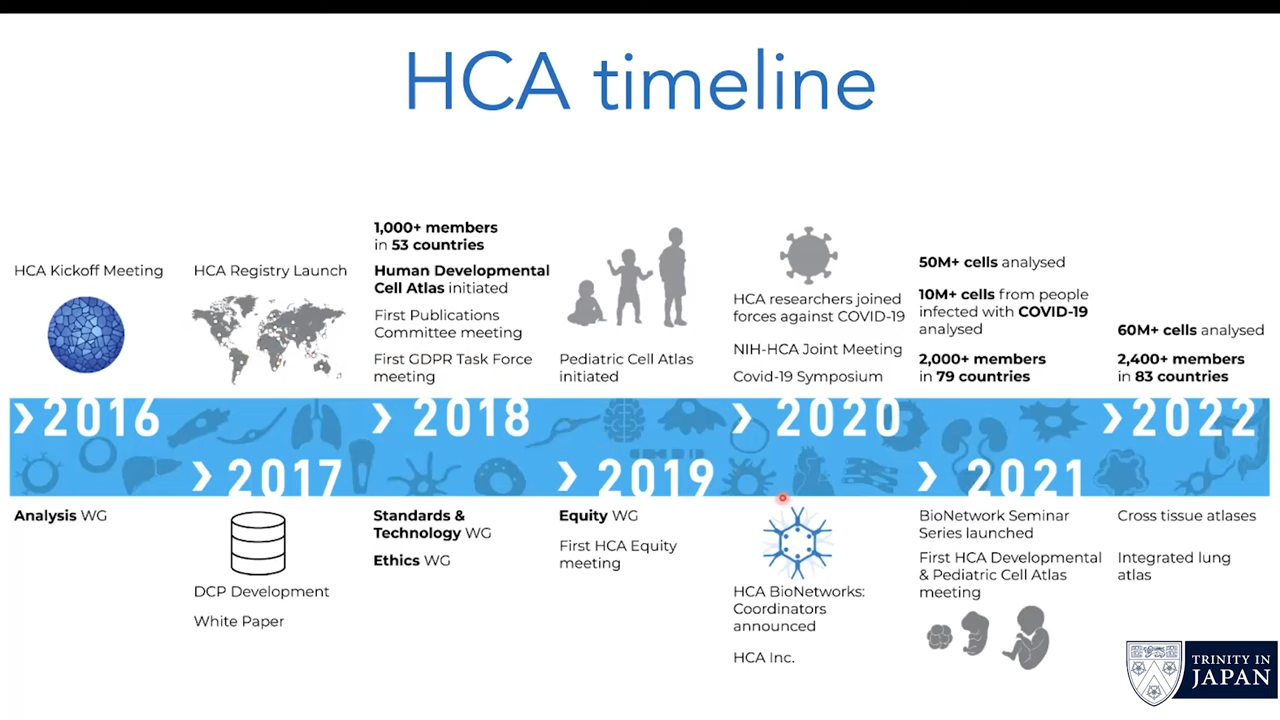 HCA timeline
HCA Kickoff Meeting
HCA Registry Launch
1,000+ members
in 53 countries
Human Developmental
Cell Atlas initiated
First Publications
Committee meeting
First GDPR Task Force
meeting
Pediatric Cell Atlas
initiated
HCA researchers joined
forces against COVID-19
NIH-HCA Joint Meeting
Covid-19 Symposium
50M+ cells analysed
10M+ cells from people
infected with COVID-19
analysed
2,000+ members
in 79 countries
60M+ cells analysed
2,400+ members
in 83 countries
2016
2017
2018
2019
2020
2021
2022
Analysis WG
DCP Development
White Paper
Standards &
Technology WG
Ethics WG
Equity WG
First HCA Equity
meeting
HCA BioNetworks:
Coordinators
announced
HCA Inc.
BioNetwork Seminar
Series launched
First HCA Developmental
& Pediatric Cell Atlas
meeting
Cross tissue atlases
Integrated lung
atlas
TRINITY IN
JAPAN